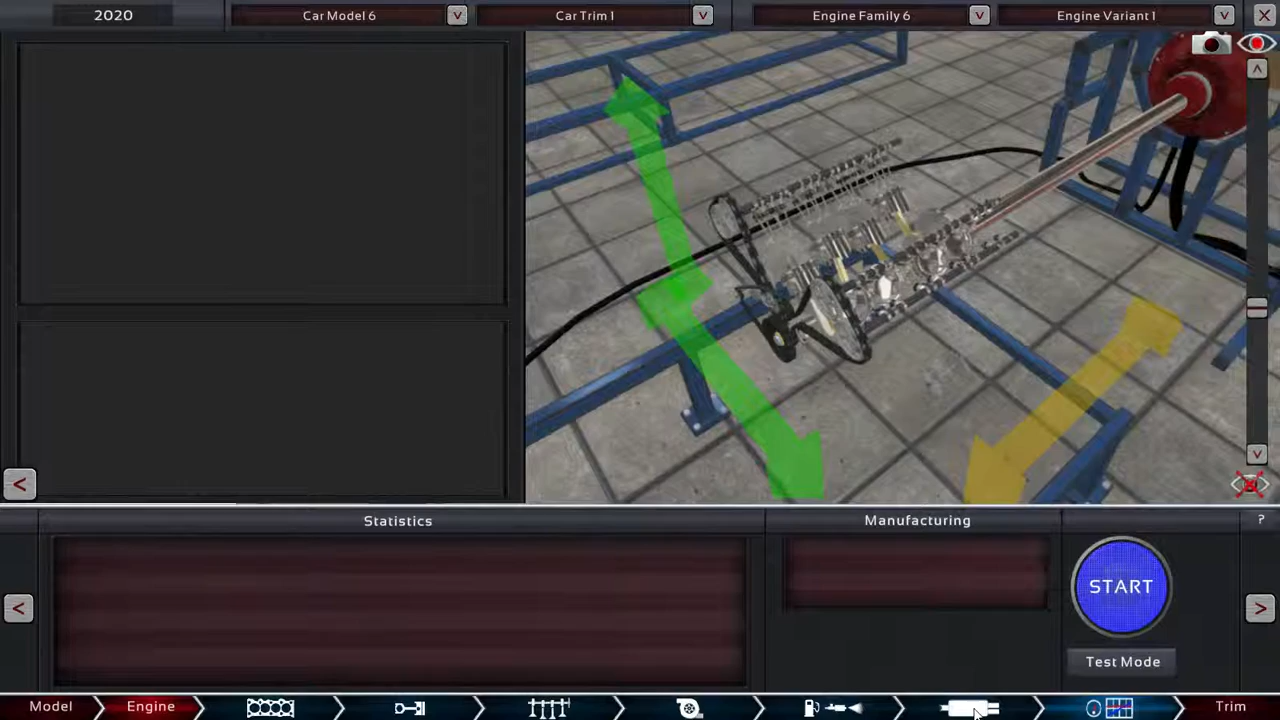 2020
Car Model 6
Car Trim 1
Engine Family 6
Engine Variant 1
Statistics
Manufacturing
?
START
Test Mode
Model
Engine
Trim